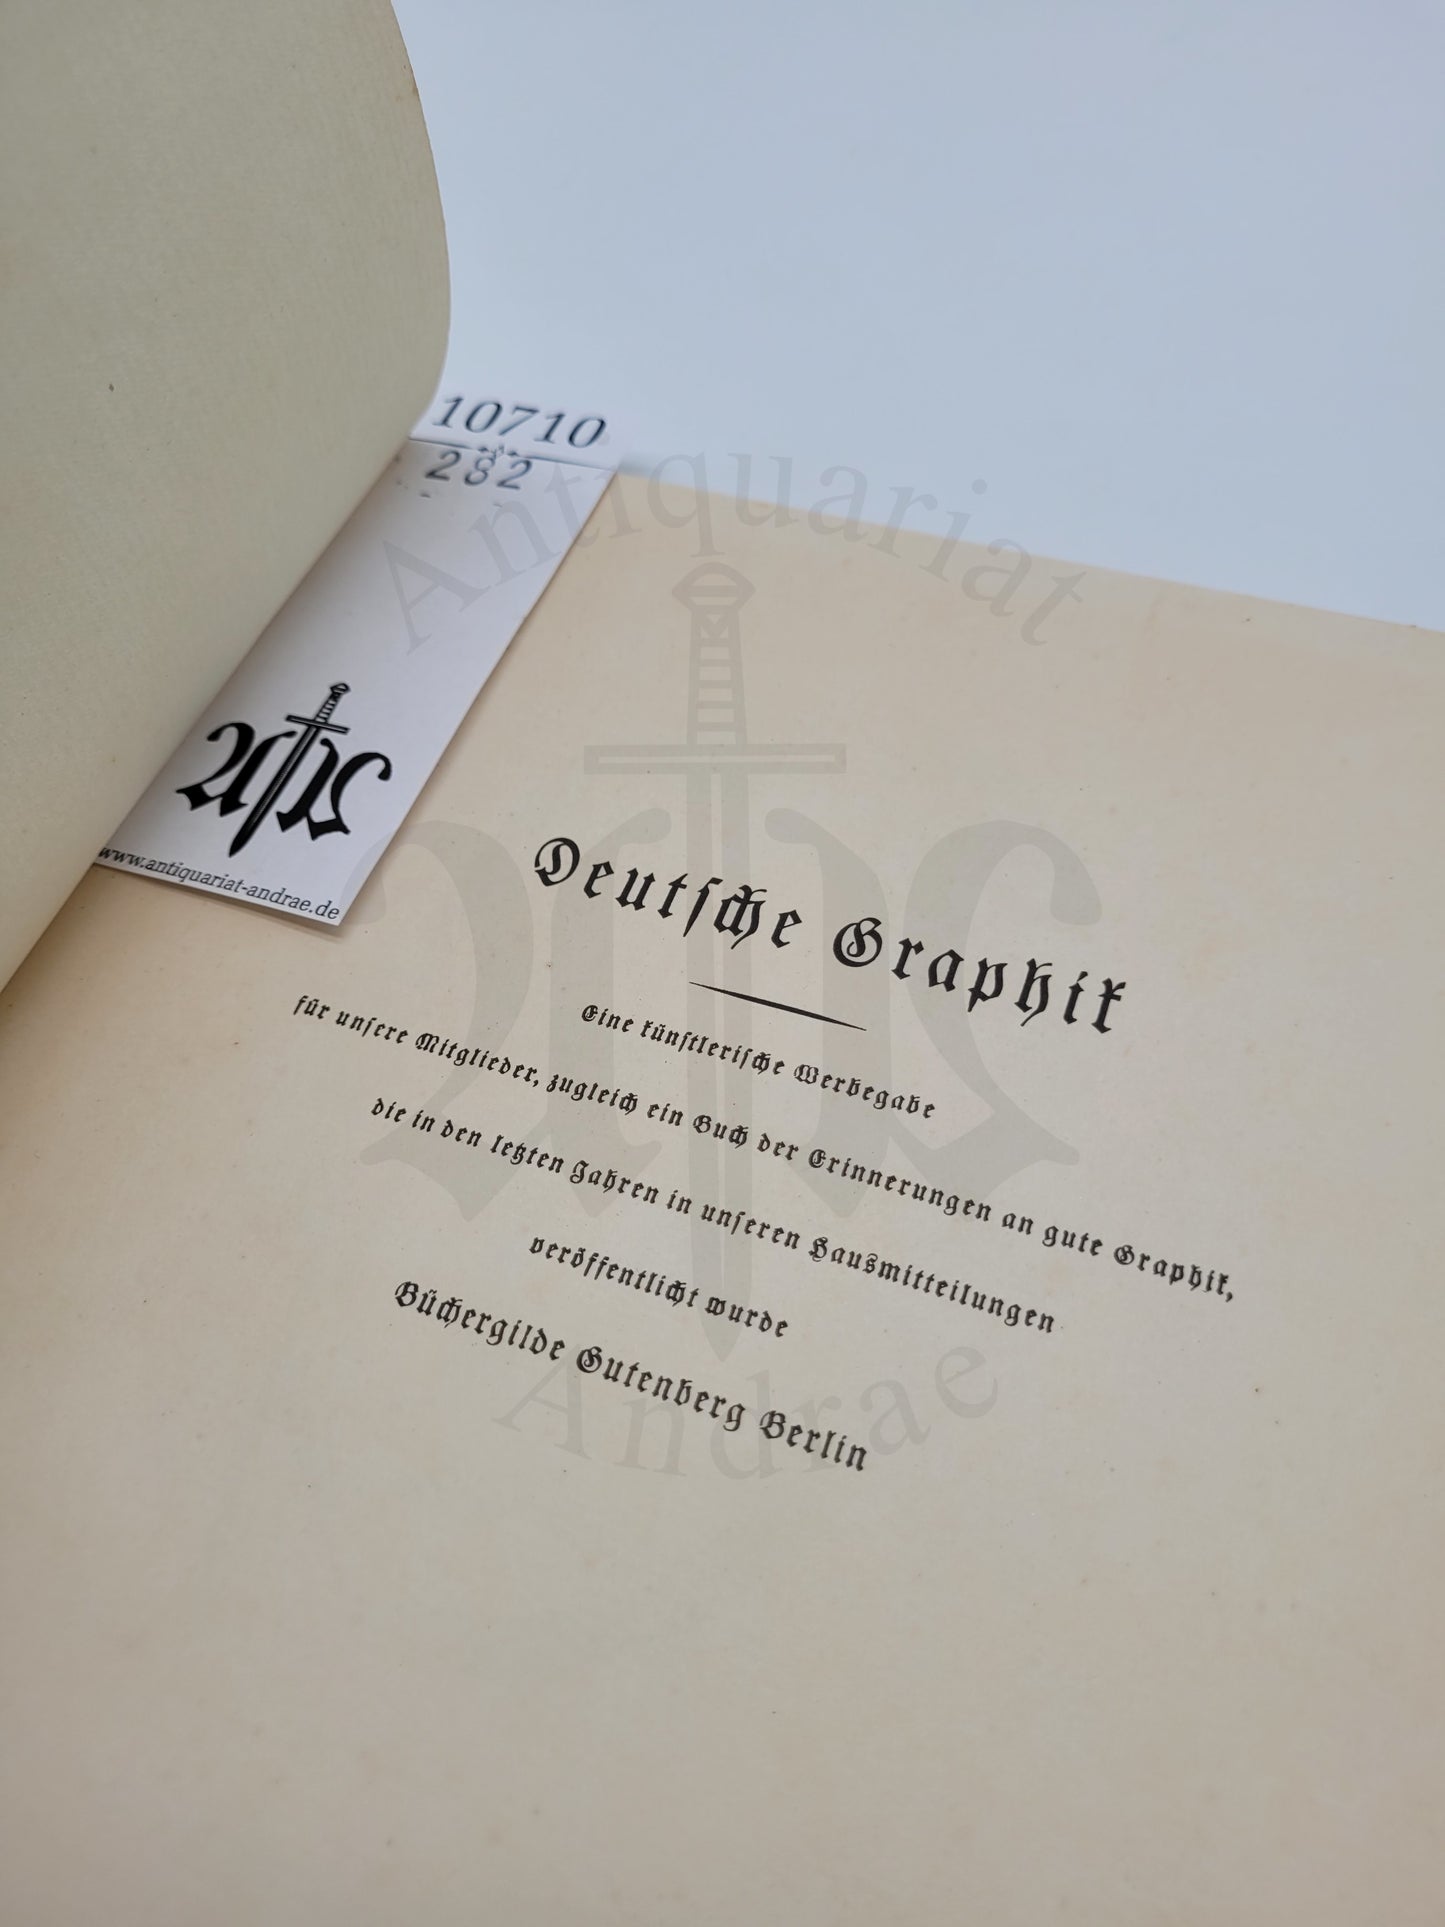 10710
282
www.antiquariat-andrae.de
Antiquariat
Deutſche Graphik
Eine künſtleriſche Werbegabe
für unſere Mitglieder, zugleich ein Buch der Erinnerungen an gute Graphik,
die in den letzten Jahren in unſeren Hausmitteilungen
veröffentlicht wurde
Büchergilde Gutenberg Berlin
Andrae